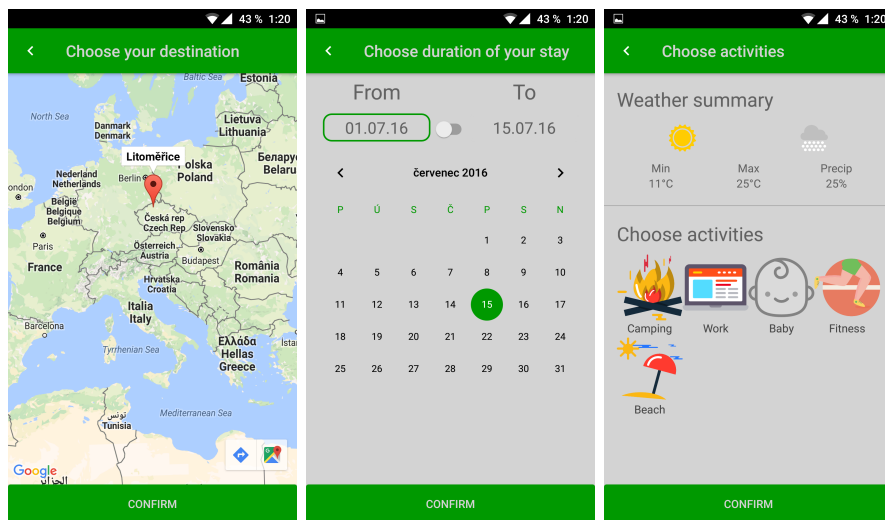 43 % 1:20
Choose your destination
Baltic Sea
Estonia
North Sea
Danmark
Denmark
Lietuva
Lithuania
Litoměřice
Polska
Poland
Беларус
Belaru
Nederland
Netherlands
Berlin
ondon
België
Belgique
Belgium
Česká rep
Czech Rep
Slovensko
Slovakia
Paris
Österreich
Austria
Budapest
France
România
Romania
Hrvatska
Croatia
Italia
Italy
Barcelona
Ελλάδα
Hellas
Greece
Ista
Tyrrhenian Sea
تونس
Tunisia
Mediterranean Sea
Google
الجزائر
CONFIRM
43 % 1:20
Choose duration of your stay
From To
01.07.16 15.07.16
červenec 2016
P Ú S Č P S N
1 2 3
4 5 6 7 8 9 10
11 12 13 14 15 16 17
18 19 20 21 22 23 24
25 26 27 28 29 30 31
CONFIRM
43 % 1:20
Choose activities
Weather summary
Min Max Precip
11°C 25°C 25%
Choose activities
Camping Work Baby Fitness
Beach
CONFIRM